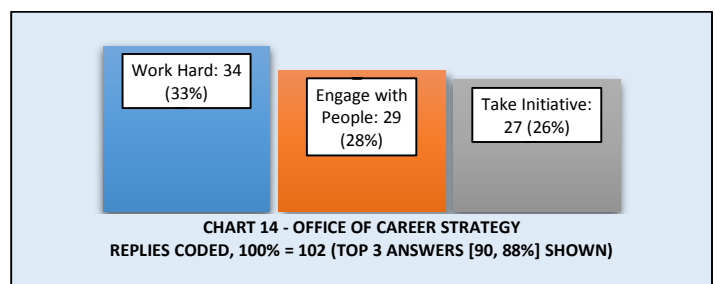 Work Hard: 34
(33%)
Engage with
People: 29
(28%)
Take Initiative:
27 (26%)
CHART 14 - OFFICE OF CAREER STRATEGY
REPLIES CODED, 100% = 102 (TOP 3 ANSWERS [90, 88%] SHOWN)